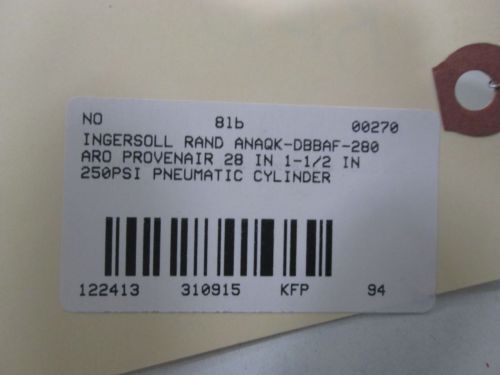 NO 8lb 00270
INGERSOLL RAND ANAQK-DBBAF-280
ARO PROVENAIR 28 IN 1-1/2 IN
250PSI PNEUMATIC CYLINDER
122413 310915 KFP 94